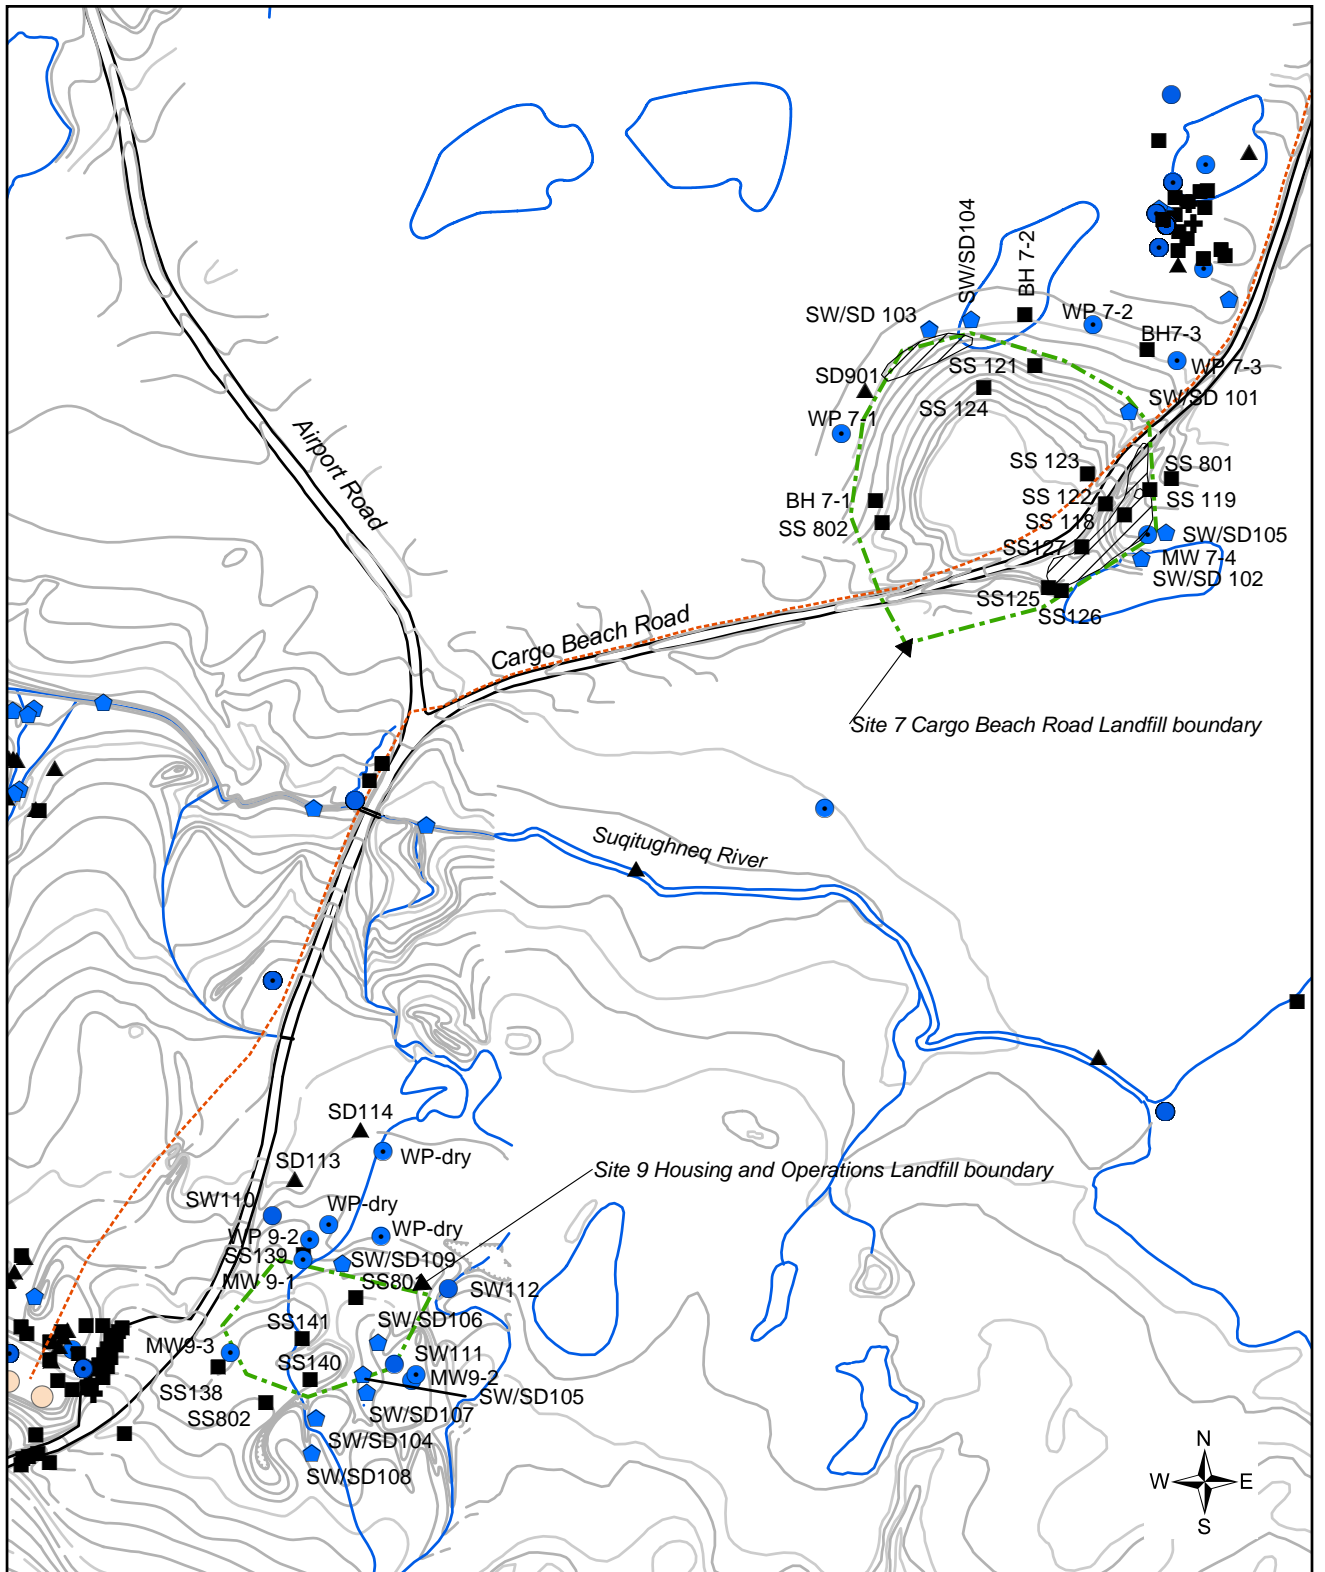 SW/SD104
BH 7-2
SW/SD 103
WP 7-2
BH7-3
WP 7-3
SS 121
SD901
SW/SD 101
SS 124
WP 7-1
Airport Road
SS 123
SS 801
BH 7-1
SS 122
SS 119
SS 802
SS 118
SW/SD105
SS127
MW 7-4
SW/SD 102
SS125
SS126
Cargo Beach Road
Site 7 Cargo Beach Road Landfill boundary
Suqitughneq River
SD114
WP-dry
SD113
Site 9 Housing and Operations Landfill boundary
SW110
WP-dry
WP 9-2
WP-dry
SS139
SW/SD109
MW 9-1
SS801
SW112
SS141
SW/SD106
MW9-3
SW111
SS140
MW9-2
SS138
SW/SD105
SS802
SW/SD107
SW/SD104
SW/SD108
N
W E
S